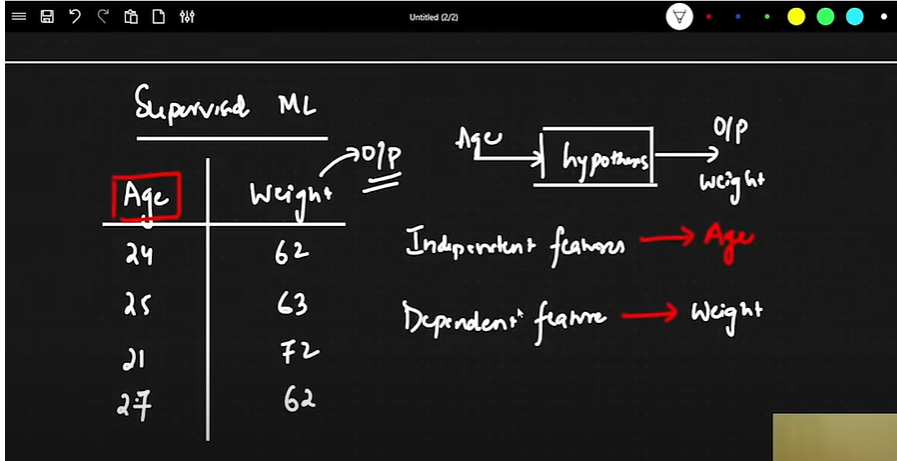 Untitled (2/2)
Supervised ML
Age | Weight → O/P
24 | 62
25 | 63
21 | 72
27 | 62
Age → hypothesis → O/P
Weight
Independent features → Age
Dependent feature → Weight